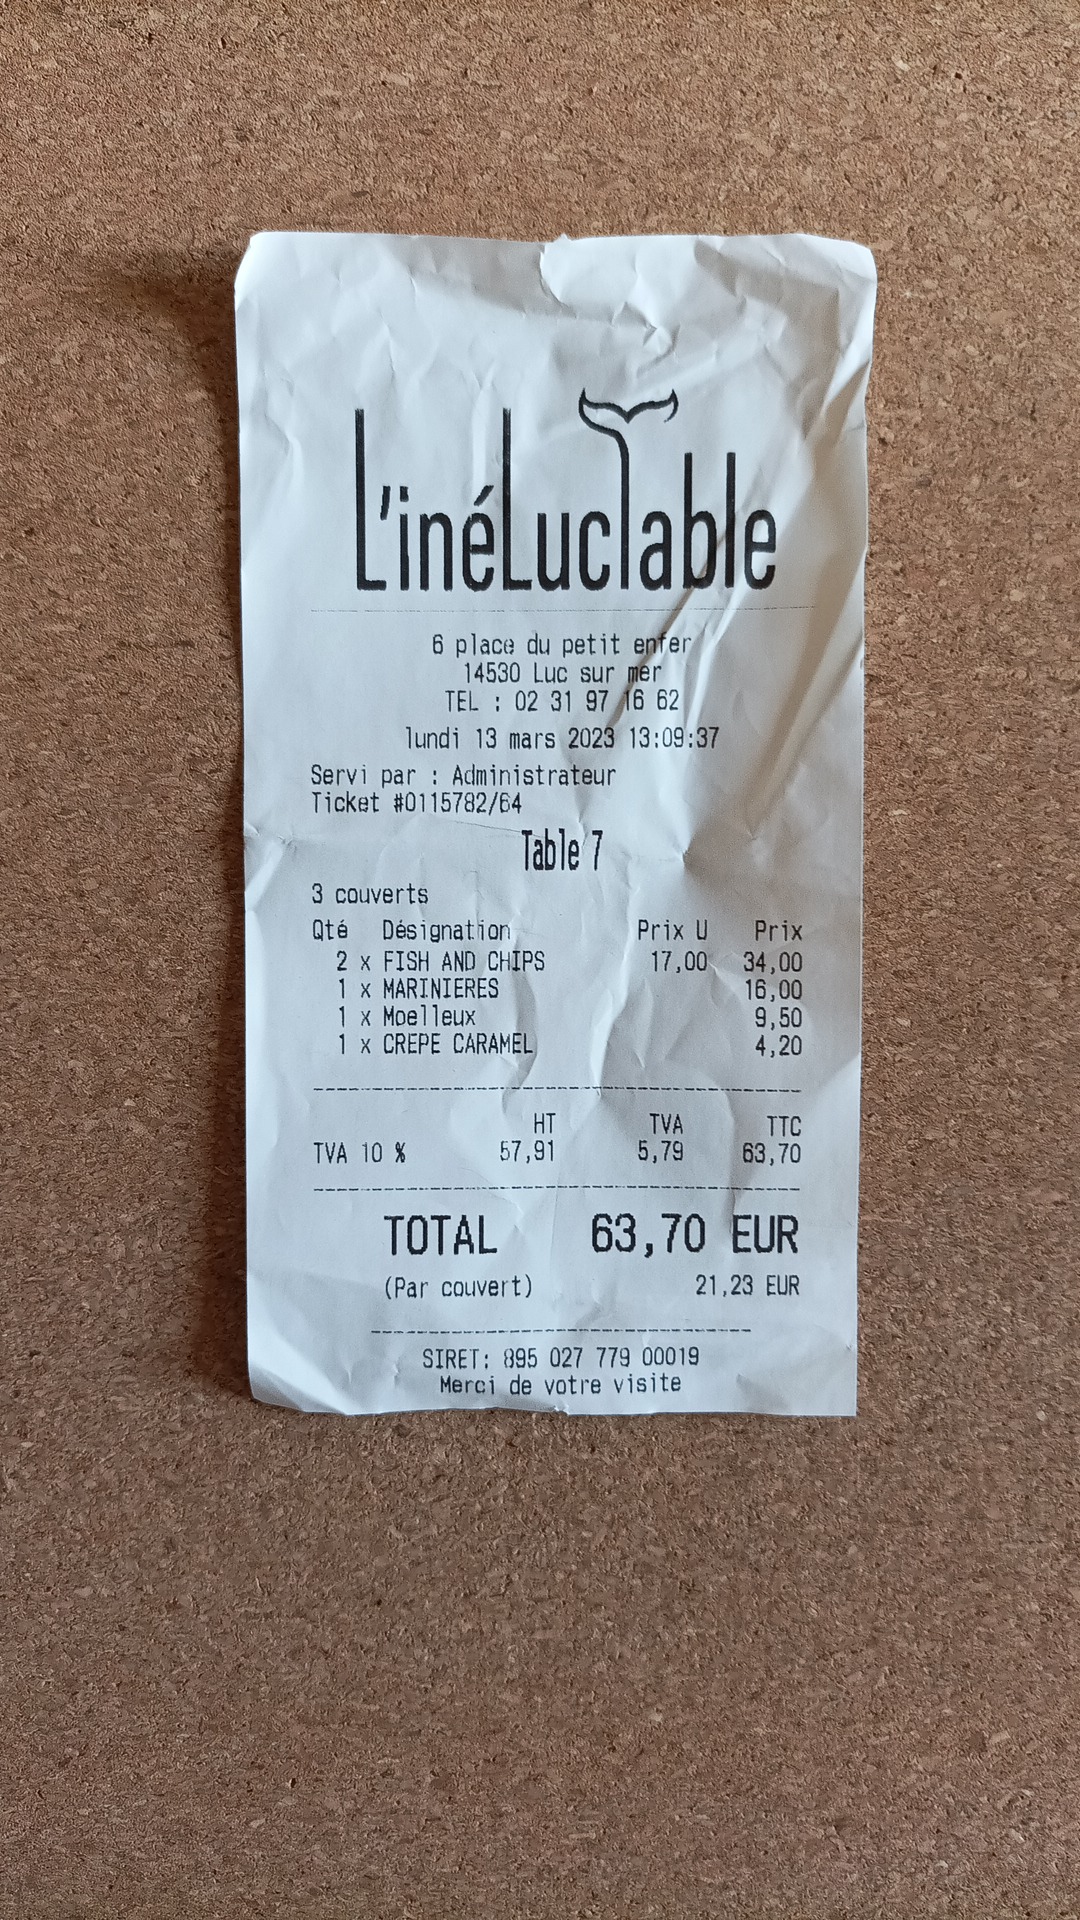 L'inéLucTable
6 place du petit enfer
14530 Luc sur mer
TEL : 02 31 97 16 62
lundi 13 mars 2023 13:09:37
Servi par : Administrateur
Ticket #0115782/64
Table 7
3 couverts
Qté Désignation Prix U Prix
2 x FISH AND CHIPS 17,00 34,00
1 x MARINIERES 16,00
1 x Moelleux 9,50
1 x CREPE CARAMEL 4,20
HT TVA TTC
TVA 10 % 57,91 5,79 63,70
TOTAL 63,70 EUR
(Par couvert) 21,23 EUR
SIRET: 895 027 779 00019
Merci de votre visite